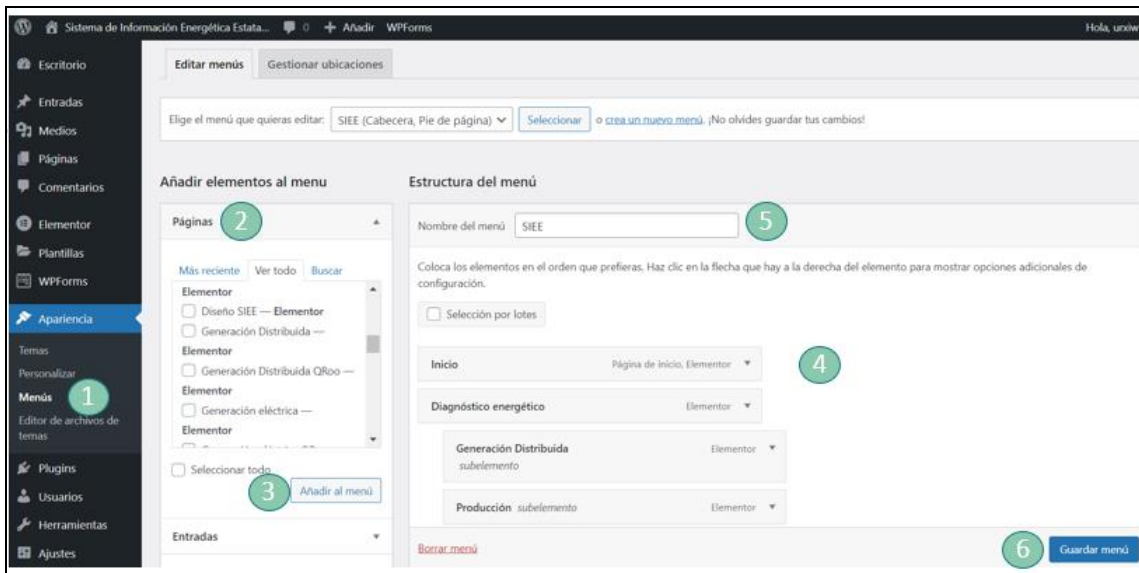 Sistema de Información Energética Estata... 0 + Añadir WPForms Hola, urxiw
Escritorio
Entradas
Medios
Páginas
Comentarios
Elementor
Plantillas
WPForms
Apariencia
Temas
Personalizar
Menús 1
Editor de archivos de
temas
Plugins
Usuarios
Herramientas
Ajustes
Editar menús Gestionar ubicaciones
Elige el menú que quieras editar: SIEE (Cabecera, Pie de página) Seleccionar o crea un nuevo menú. ¡No olvides guardar tus cambios!
Añadir elementos al menu
Páginas 2
Más reciente Ver todo Buscar
Elementor
Diseño SIEE — Elementor
Generación Distribuida —
Elementor
Generación Distribuida QRoo —
Elementor
Generación eléctrica —
Elementor
Seleccionar todo
3 Añadir al menú
Entradas
Estructura del menú
Nombre del menú SIEE 5
Coloca los elementos en el orden que prefieras. Haz clic en la flecha que hay a la derecha del elemento para mostrar opciones adicionales de
configuración.
Selección por lotes
Inicio Página de inicio, Elementor 4
Diagnóstico energético Elementor
Generación Distribuida Elementor
subelemento
Producción subelemento Elementor
Borrar menú 6 Guardar menú